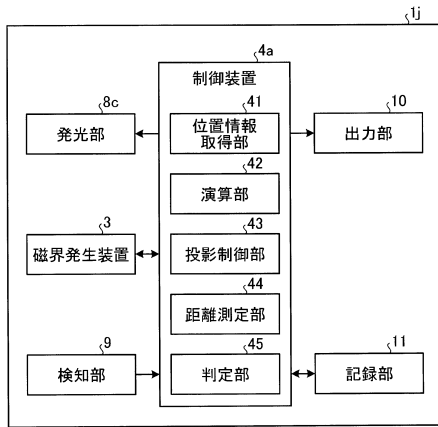 1j
4a
制御装置
8c
発光部
41
位置情報
取得部
10
出力部
42
演算部
3
磁界発生装置
43
投影制御部
44
距離測定部
9
検知部
45
判定部
11
記録部